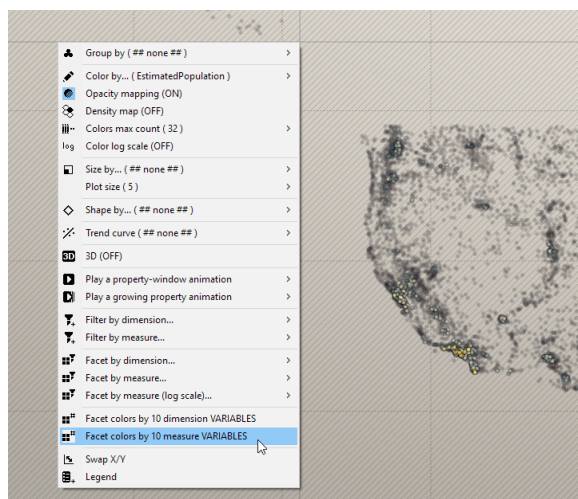 Group by ( ## none ## )
Color by... ( EstimatedPopulation )
Opacity mapping (ON)
Density map (OFF)
Colors max count ( 32 )
log Color log scale (OFF)
Size by... ( ## none ## )
Plot size ( 5 )
Shape by... ( ## none ## )
Trend curve ( ## none ## )
3D 3D (OFF)
Play a property-window animation
Play a growing property animation
Filter by dimension...
Filter by measure...
Facet by dimension...
Facet by measure...
Facet by measure (log scale)...
Facet colors by 10 dimension VARIABLES
Facet colors by 10 measure VARIABLES
Swap X/Y
Legend